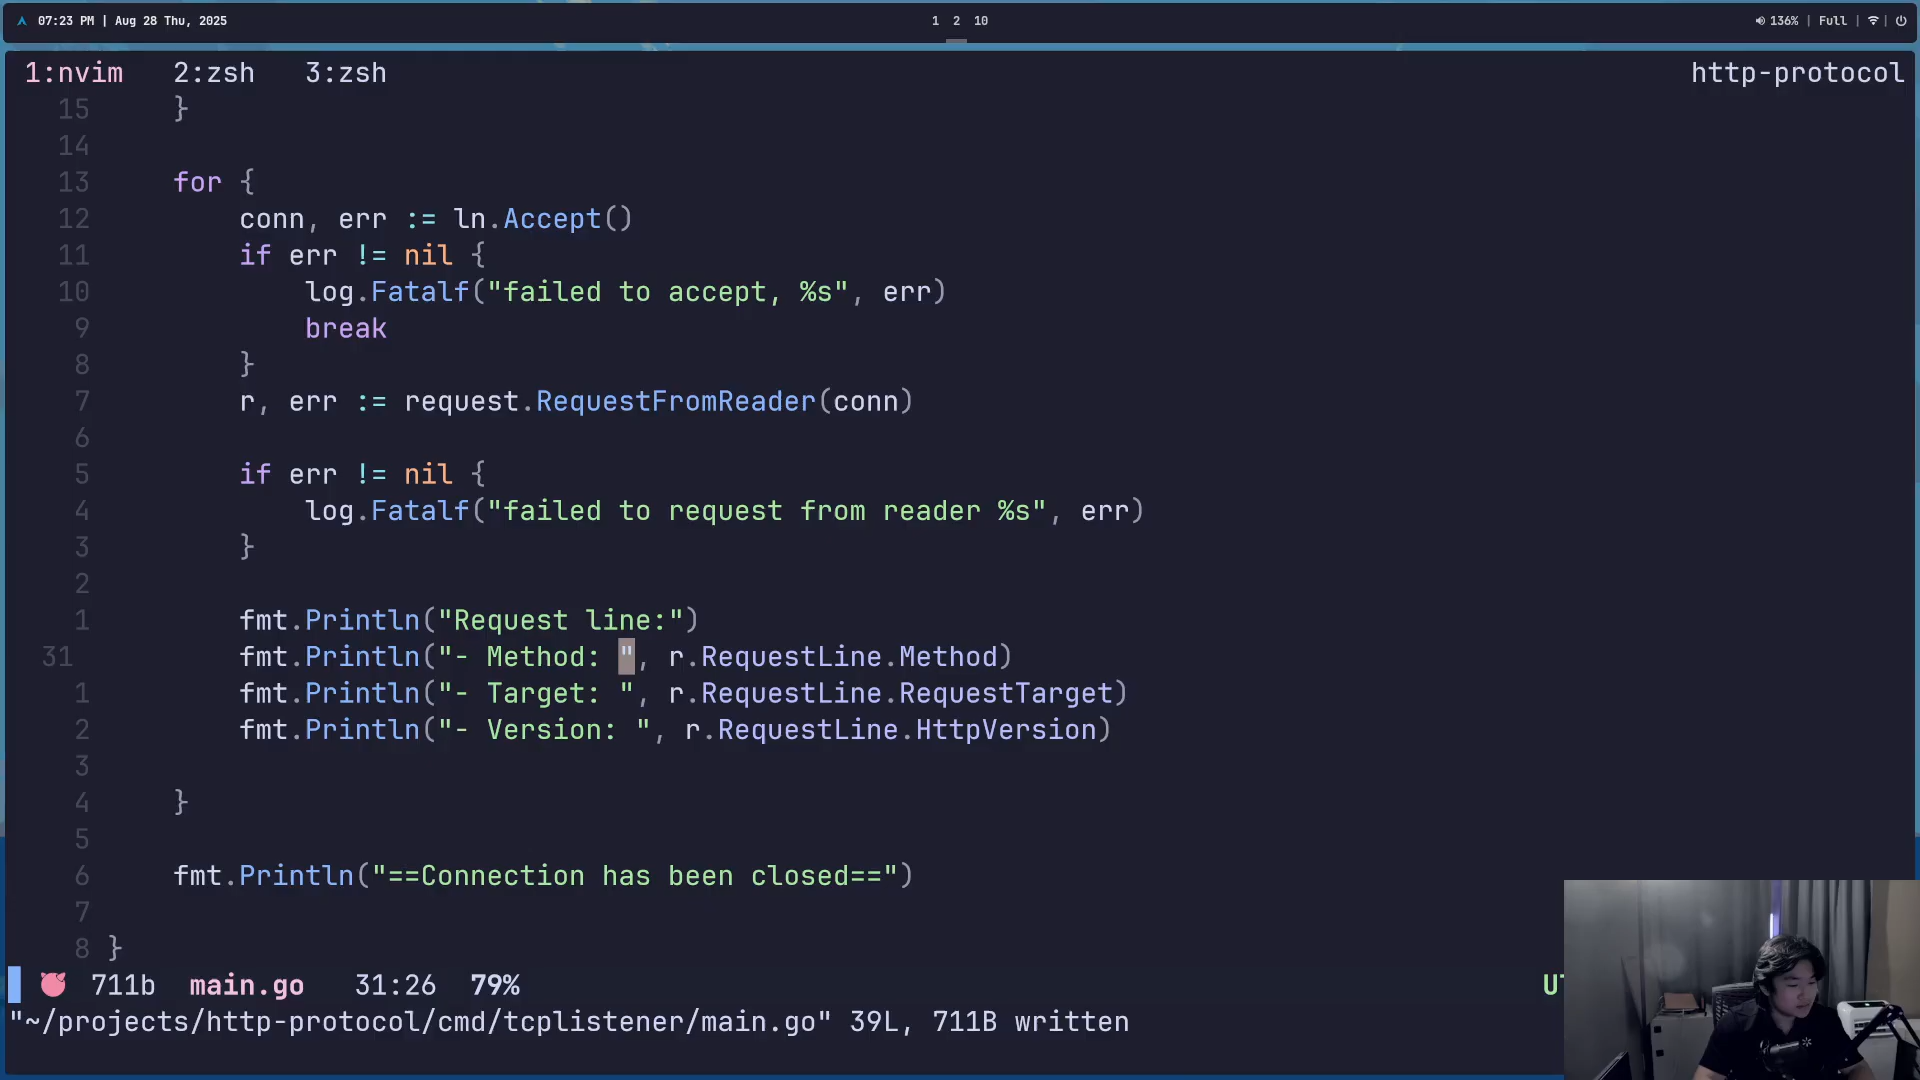 07:23 PM | Aug 28 Thu, 2025
1 2 10
136% | Full
1:nvim 2:zsh 3:zsh
http-protocol
15 }
14
13 for {
12 conn, err := ln.Accept()
11 if err != nil {
10 log.Fatalf("failed to accept, %s", err)
9 break
8 }
7 r, err := request.RequestFromReader(conn)
6
5 if err != nil {
4 log.Fatalf("failed to request from reader %s", err)
3 }
2
1 fmt.Println("Request line:")
31 fmt.Println("- Method: ", r.RequestLine.Method)
1 fmt.Println("- Target: ", r.RequestLine.RequestTarget)
2 fmt.Println("- Version: ", r.RequestLine.HttpVersion)
3
4 }
5
6 fmt.Println("==Connection has been closed==")
7
8 }
711b main.go 31:26 79%
"~/projects/http-protocol/cmd/tcplistener/main.go" 39L, 711B written